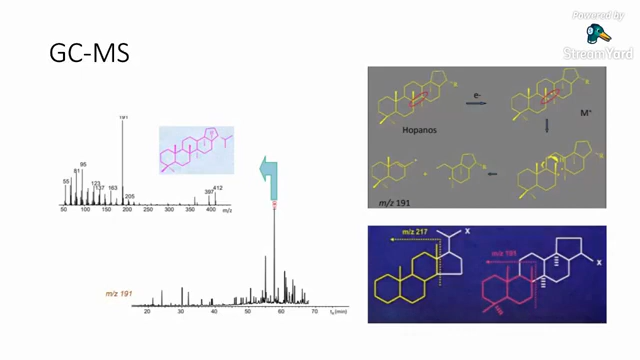 Powered by
StreamYard
GC-MS
191
55
81
95
123
137
163
205
397
412
50 100 150 200 250 300 350 400 m/z
m/z 191
20 30 40 50 60 70 tR(min)
e-
Hopanos
M+
+
m/z 191
m/z 217
X
m/z 191
X